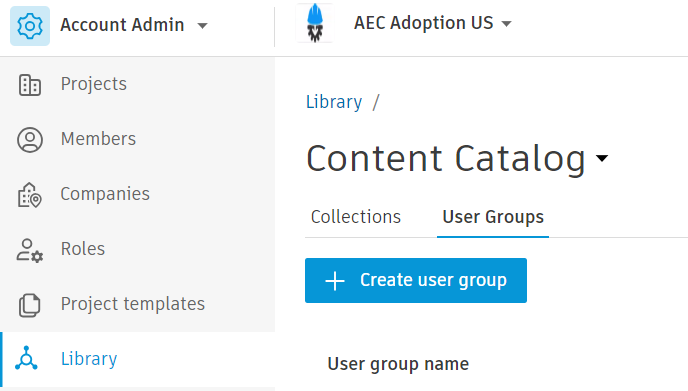 Account Admin
AEC Adoption US
Projects
Members
Companies
Roles
Project templates
Library
Library /
Content Catalog
Collections
User Groups
Create user group
User group name